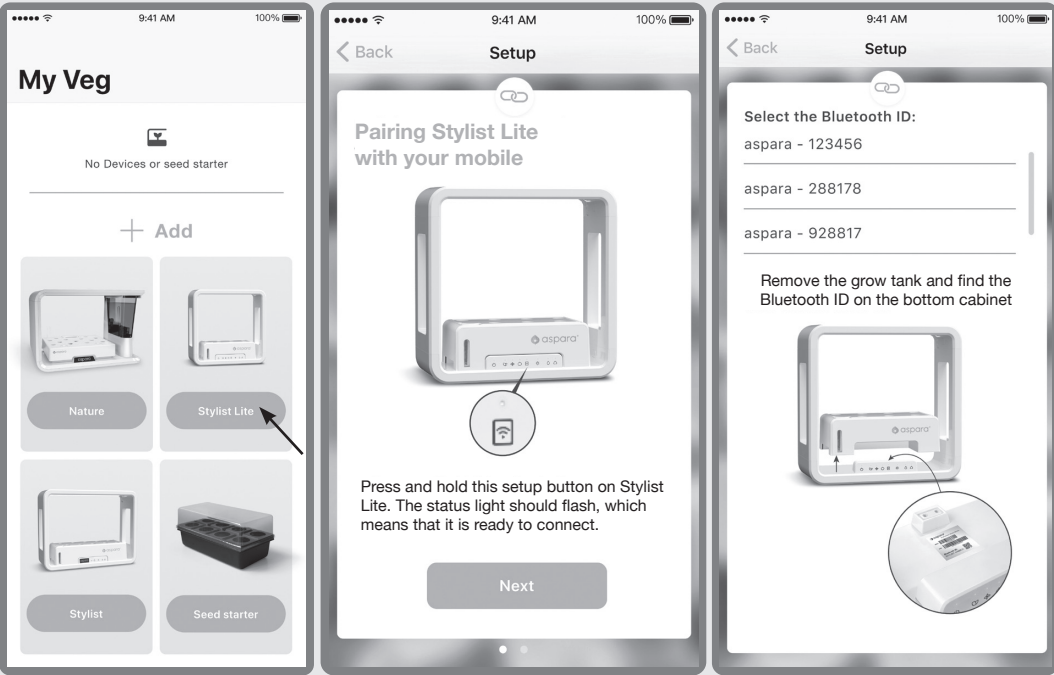 9:41 AM
100%
My Veg
No Devices or seed starter
Add
Nature
Stylist Lite
Stylist
Seed starter
9:41 AM
100%
Back
Setup
Pairing Stylist Lite
with your mobile
aspara
Press and hold this setup button on Stylist
Lite. The status light should flash, which
means that it is ready to connect.
Next
9:41 AM
100%
Back
Setup
Select the Bluetooth ID:
aspara - 123456
aspara - 288178
aspara - 928817
Remove the grow tank and find the
Bluetooth ID on the bottom cabinet
aspara